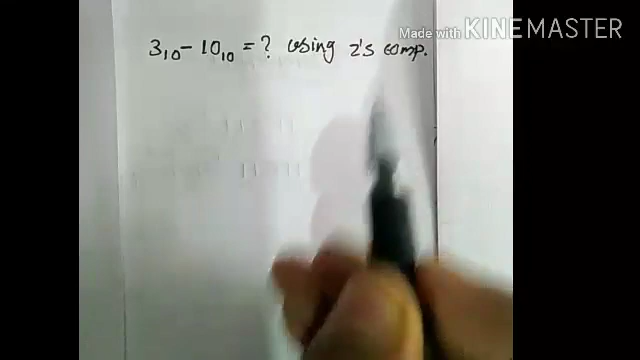 Made with KINEMASTER
3₁₀ - 10₁₀ = ? using 2's comp.